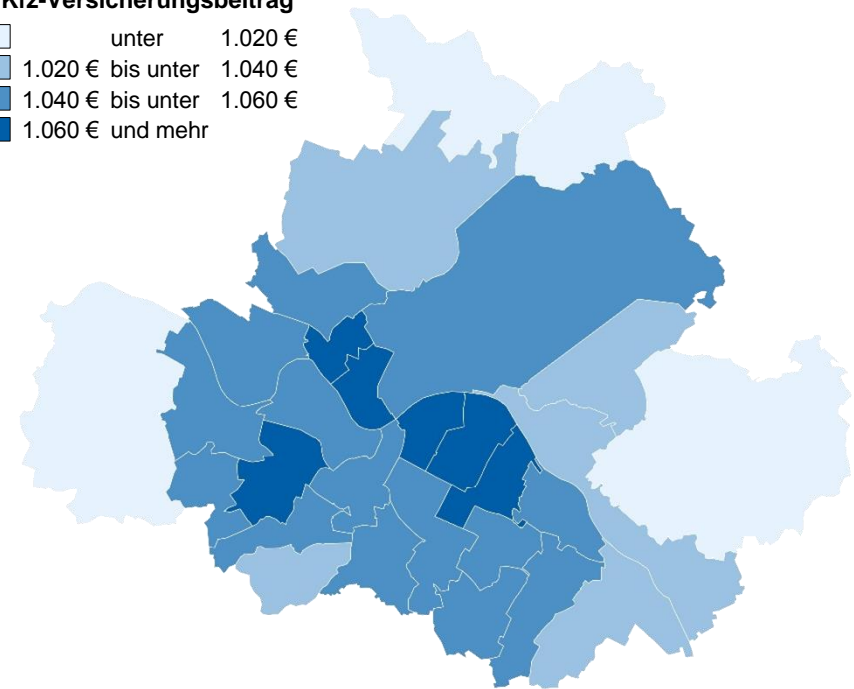 Kfz-Versicherungsbeitrag
unter 1.020 €
1.020 € bis unter 1.040 €
1.040 € bis unter 1.060 €
1.060 € und mehr